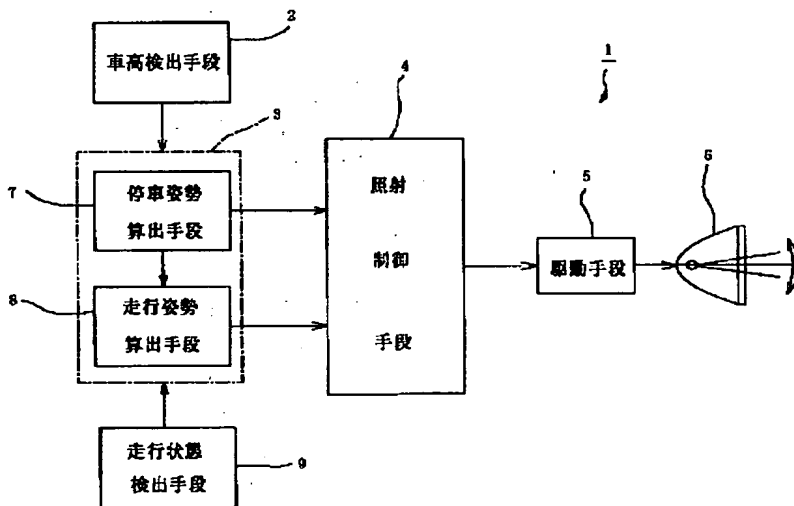 2
車高検出手段
3
7
停車姿勢
算出手段
8
走行姿勢
算出手段
走行状態
検出手段
9
4
照射
制御
手段
1
5
駆動手段
6